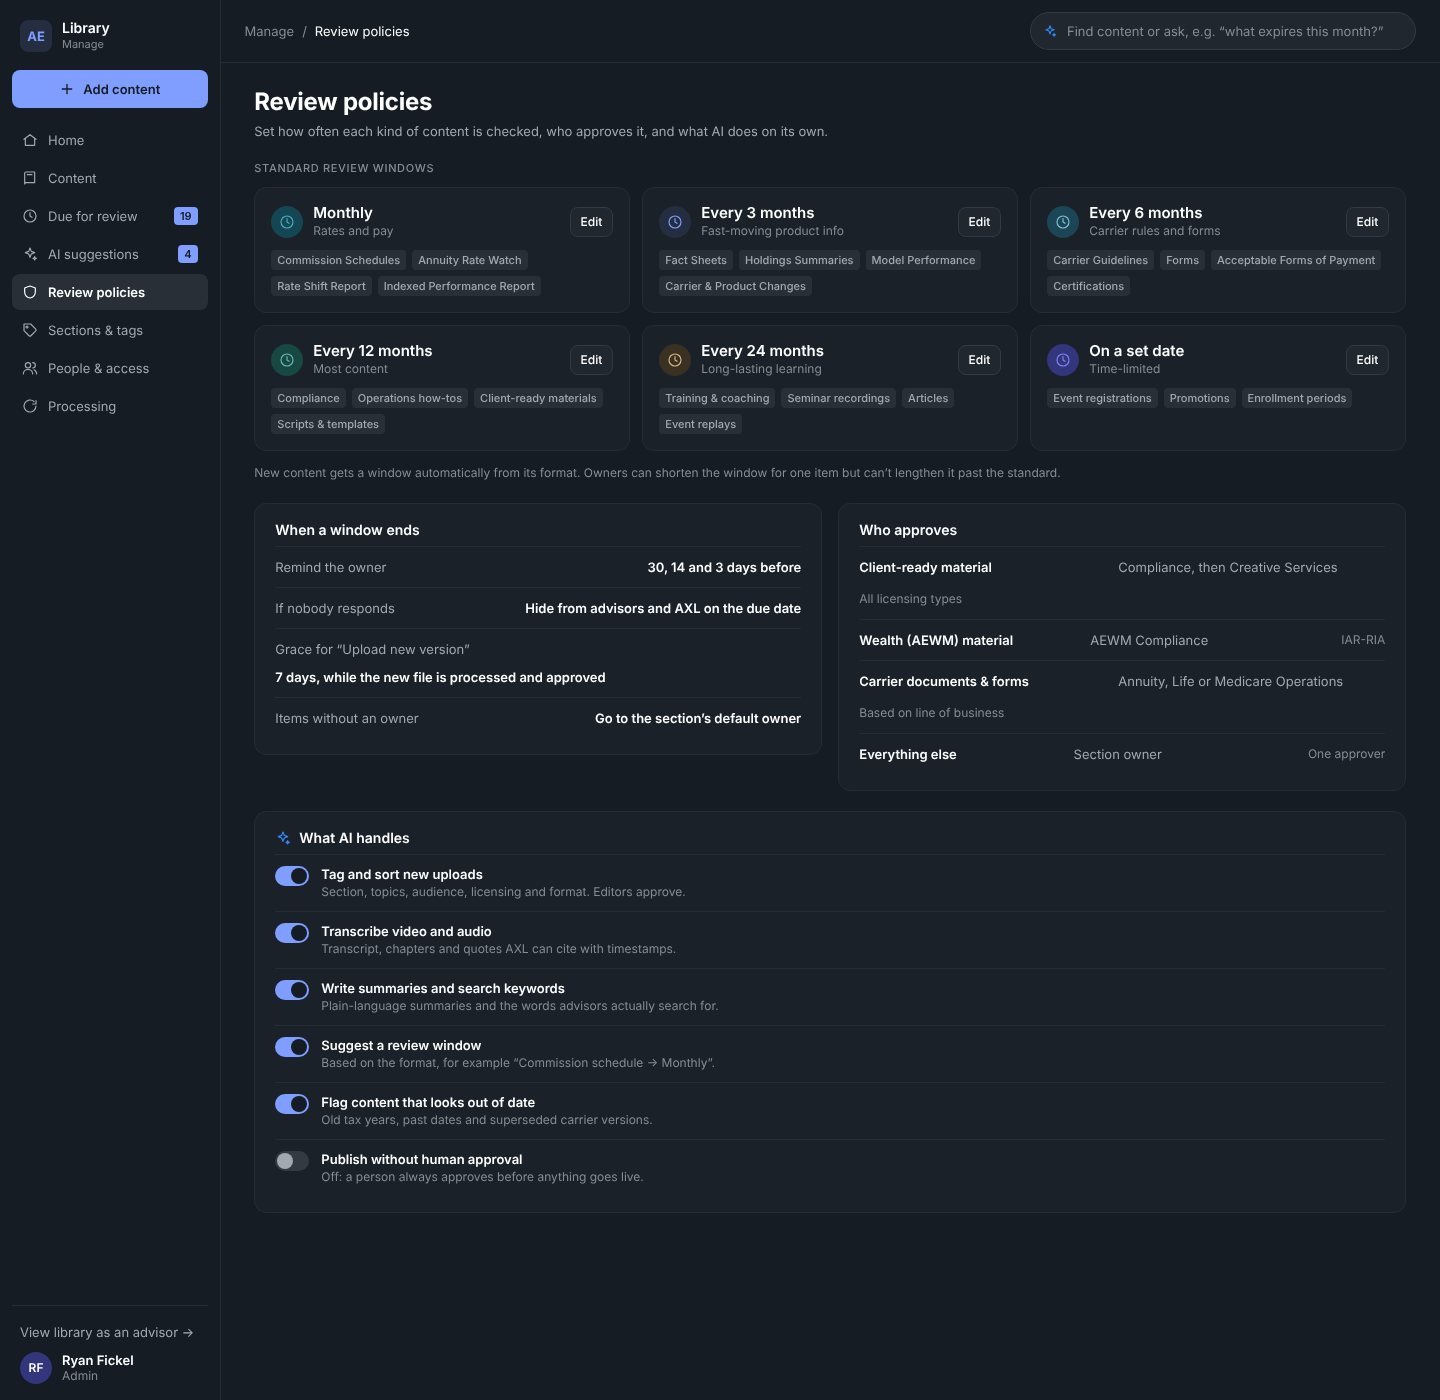 AE
Library
Manage
Add content
Home
Content
Due for review 19
AI suggestions 4
Review policies
Sections & tags
People & access
Processing
View library as an advisor →
RF
Ryan Fickel
Admin
Manage / Review policies
Find content or ask, e.g. “what expires this month?”
Review policies
Set how often each kind of content is checked, who approves it, and what AI does on its own.
STANDARD REVIEW WINDOWS
Monthly
Rates and pay
Edit
Commission Schedules Annuity Rate Watch
Rate Shift Report Indexed Performance Report
Every 3 months
Fast-moving product info
Edit
Fact Sheets Holdings Summaries Model Performance
Carrier & Product Changes
Every 6 months
Carrier rules and forms
Edit
Carrier Guidelines Forms Acceptable Forms of Payment
Certifications
Every 12 months
Most content
Edit
Compliance Operations how-tos Client-ready materials
Scripts & templates
Every 24 months
Long-lasting learning
Edit
Training & coaching Seminar recordings Articles
Event replays
On a set date
Time-limited
Edit
Event registrations Promotions Enrollment periods
New content gets a window automatically from its format. Owners can shorten the window for one item but can’t lengthen it past the standard.
When a window ends
Remind the owner 30, 14 and 3 days before
If nobody responds Hide from advisors and AXL on the due date
Grace for “Upload new version”
7 days, while the new file is processed and approved
Items without an owner Go to the section’s default owner
Who approves
Client-ready material Compliance, then Creative Services
All licensing types
Wealth (AEWM) material AEWM Compliance IAR-RIA
Carrier documents & forms Annuity, Life or Medicare Operations
Based on line of business
Everything else Section owner One approver
What AI handles
Tag and sort new uploads
Section, topics, audience, licensing and format. Editors approve.
Transcribe video and audio
Transcript, chapters and quotes AXL can cite with timestamps.
Write summaries and search keywords
Plain-language summaries and the words advisors actually search for.
Suggest a review window
Based on the format, for example “Commission schedule → Monthly”.
Flag content that looks out of date
Old tax years, past dates and superseded carrier versions.
Publish without human approval
Off: a person always approves before anything goes live.